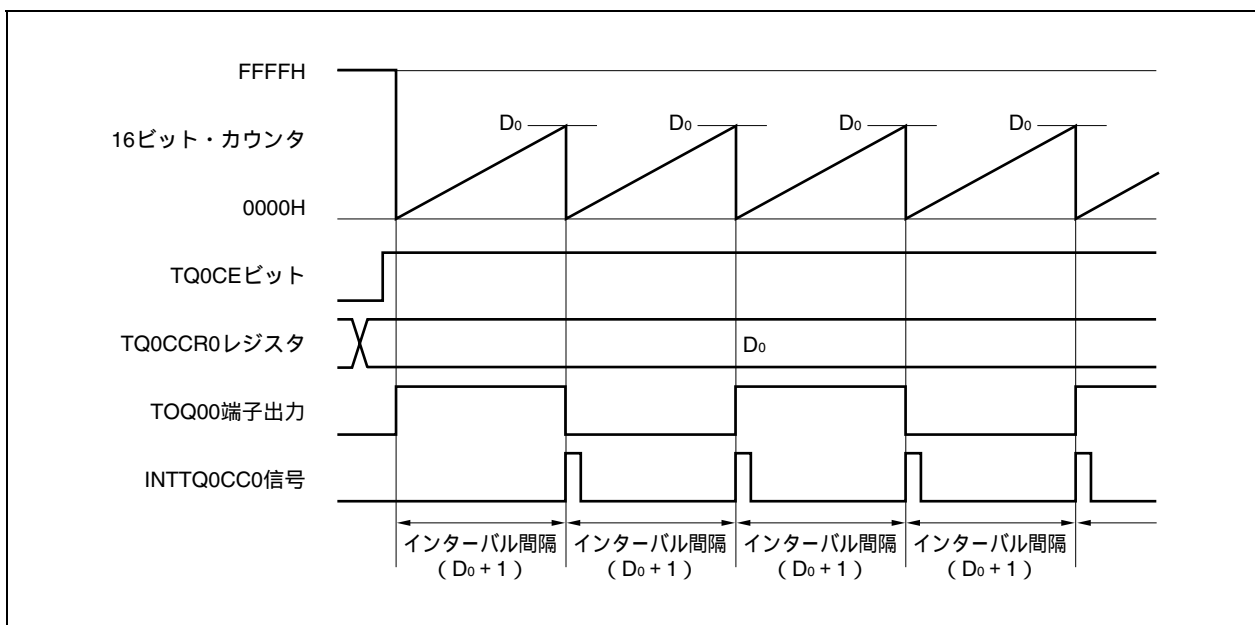 FFFFH
16ビット・カウンタ
D0 D0 D0 D0
0000H
TQ0CEビット
TQ0CCR0レジスタ
D0
TOQ00端子出力
INTTQ0CC0信号
インターバル間隔 インターバル間隔 インターバル間隔 インターバル間隔
（D0 + 1） （D0 + 1） （D0 + 1） （D0 + 1）